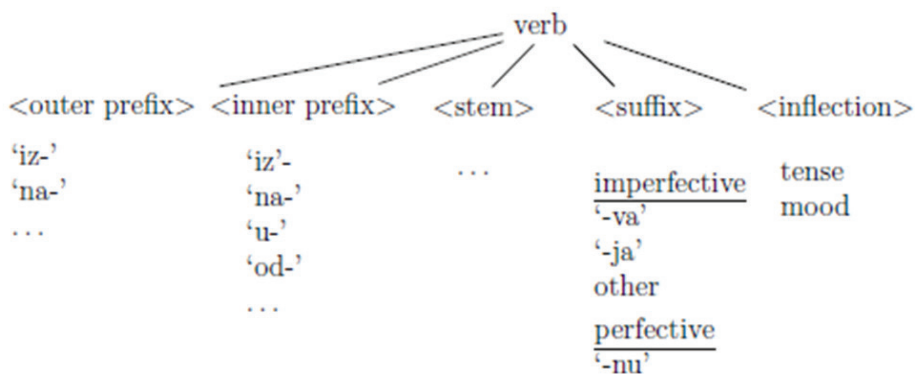 verb
<outer prefix> <inner prefix> <stem> <suffix> <inflection>
‘iz-’
‘na-’
...
‘iz’-
‘na-’
‘u-’
‘od-’
...
...
imperfective
‘-va’
‘-ja’
other
perfective
‘-nu’
tense
mood